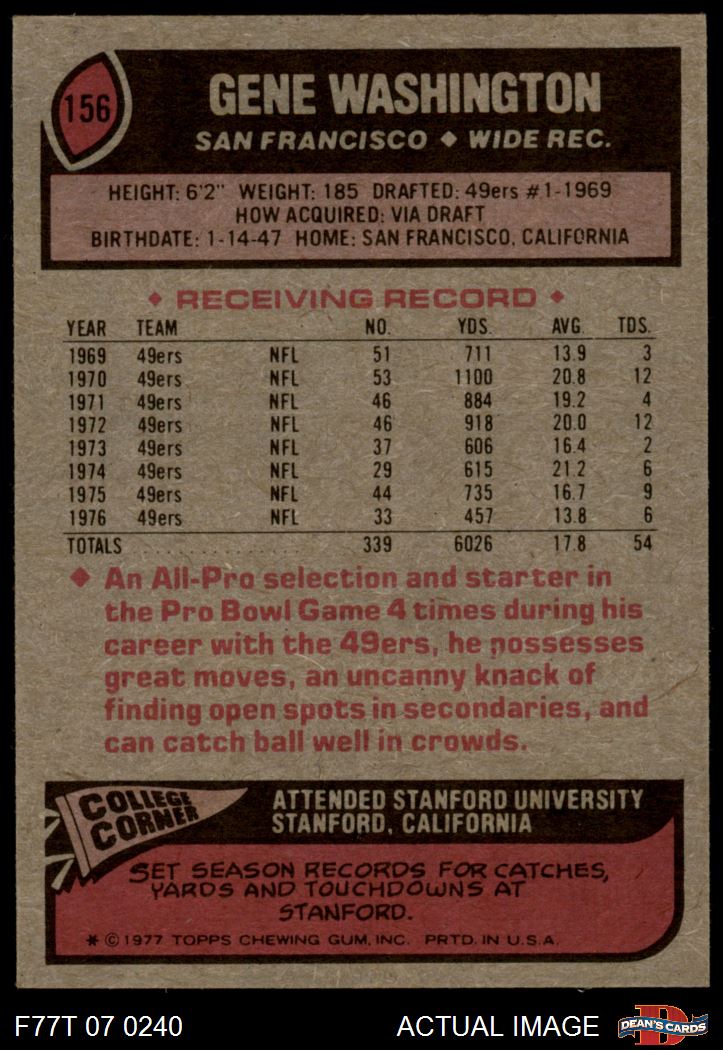 156
GENE WASHINGTON
SAN FRANCISCO ◆ WIDE REC.
HEIGHT: 6'2" WEIGHT: 185 DRAFTED: 49ers #1-1969
HOW ACQUIRED: VIA DRAFT
BIRTHDATE: 1-14-47 HOME: SAN FRANCISCO, CALIFORNIA
◆ RECEIVING RECORD ◆
YEAR TEAM NO. YDS. AVG. TDS.
1969 49ers NFL 51 711 13.9 3
1970 49ers NFL 53 1100 20.8 12
1971 49ers NFL 46 884 19.2 4
1972 49ers NFL 46 918 20.0 12
1973 49ers NFL 37 606 16.4 2
1974 49ers NFL 29 615 21.2 6
1975 49ers NFL 44 735 16.7 9
1976 49ers NFL 33 457 13.8 6
TOTALS 339 6026 17.8 54
◆ An All-Pro selection and starter in
the Pro Bowl Game 4 times during his
career with the 49ers, he possesses
great moves, an uncanny knack of
finding open spots in secondaries, and
can catch ball well in crowds.
COLLEGE
CORNER
ATTENDED STANFORD UNIVERSITY
STANFORD, CALIFORNIA
SET SEASON RECORDS FOR CATCHES,
YARDS AND TOUCHDOWNS AT
STANFORD.
* © 1977 TOPPS CHEWING GUM, INC. PRTD. IN U.S.A.
F77T 07 0240
ACTUAL IMAGE
D
DEAN'S CARDS